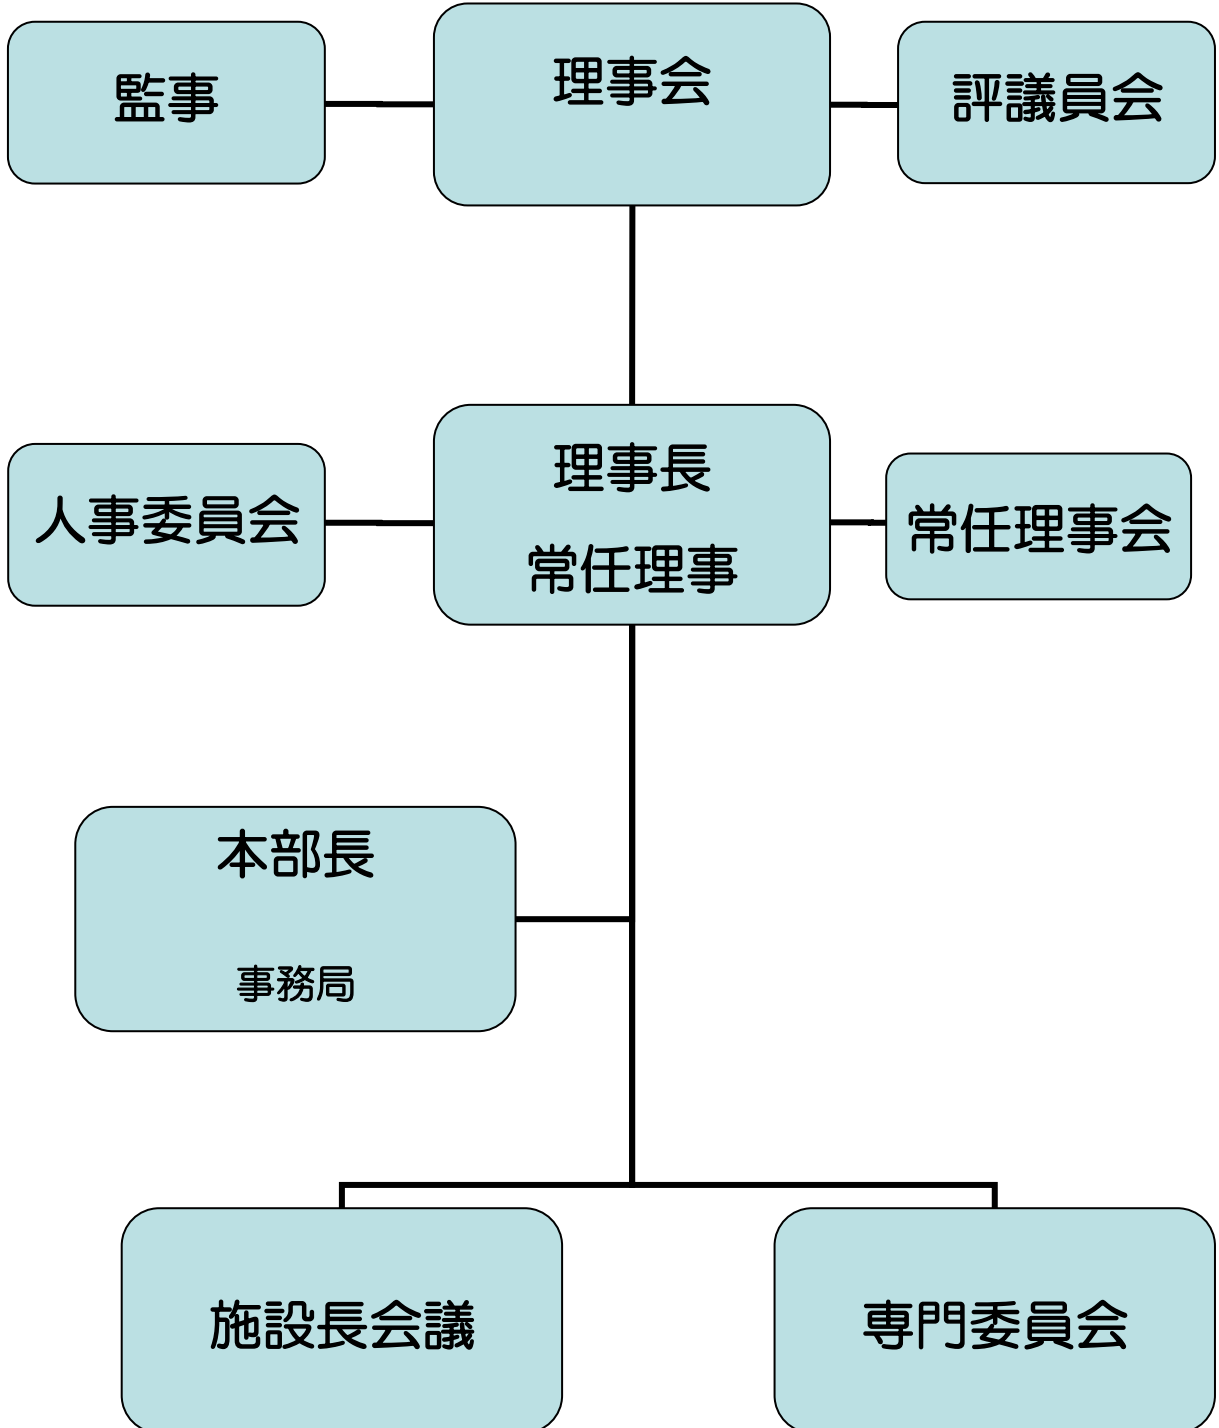 監事
理事会
評議員会
人事委員会
理事長
常任理事
常任理事会
本部長
事務局
施設長会議
専門委員会